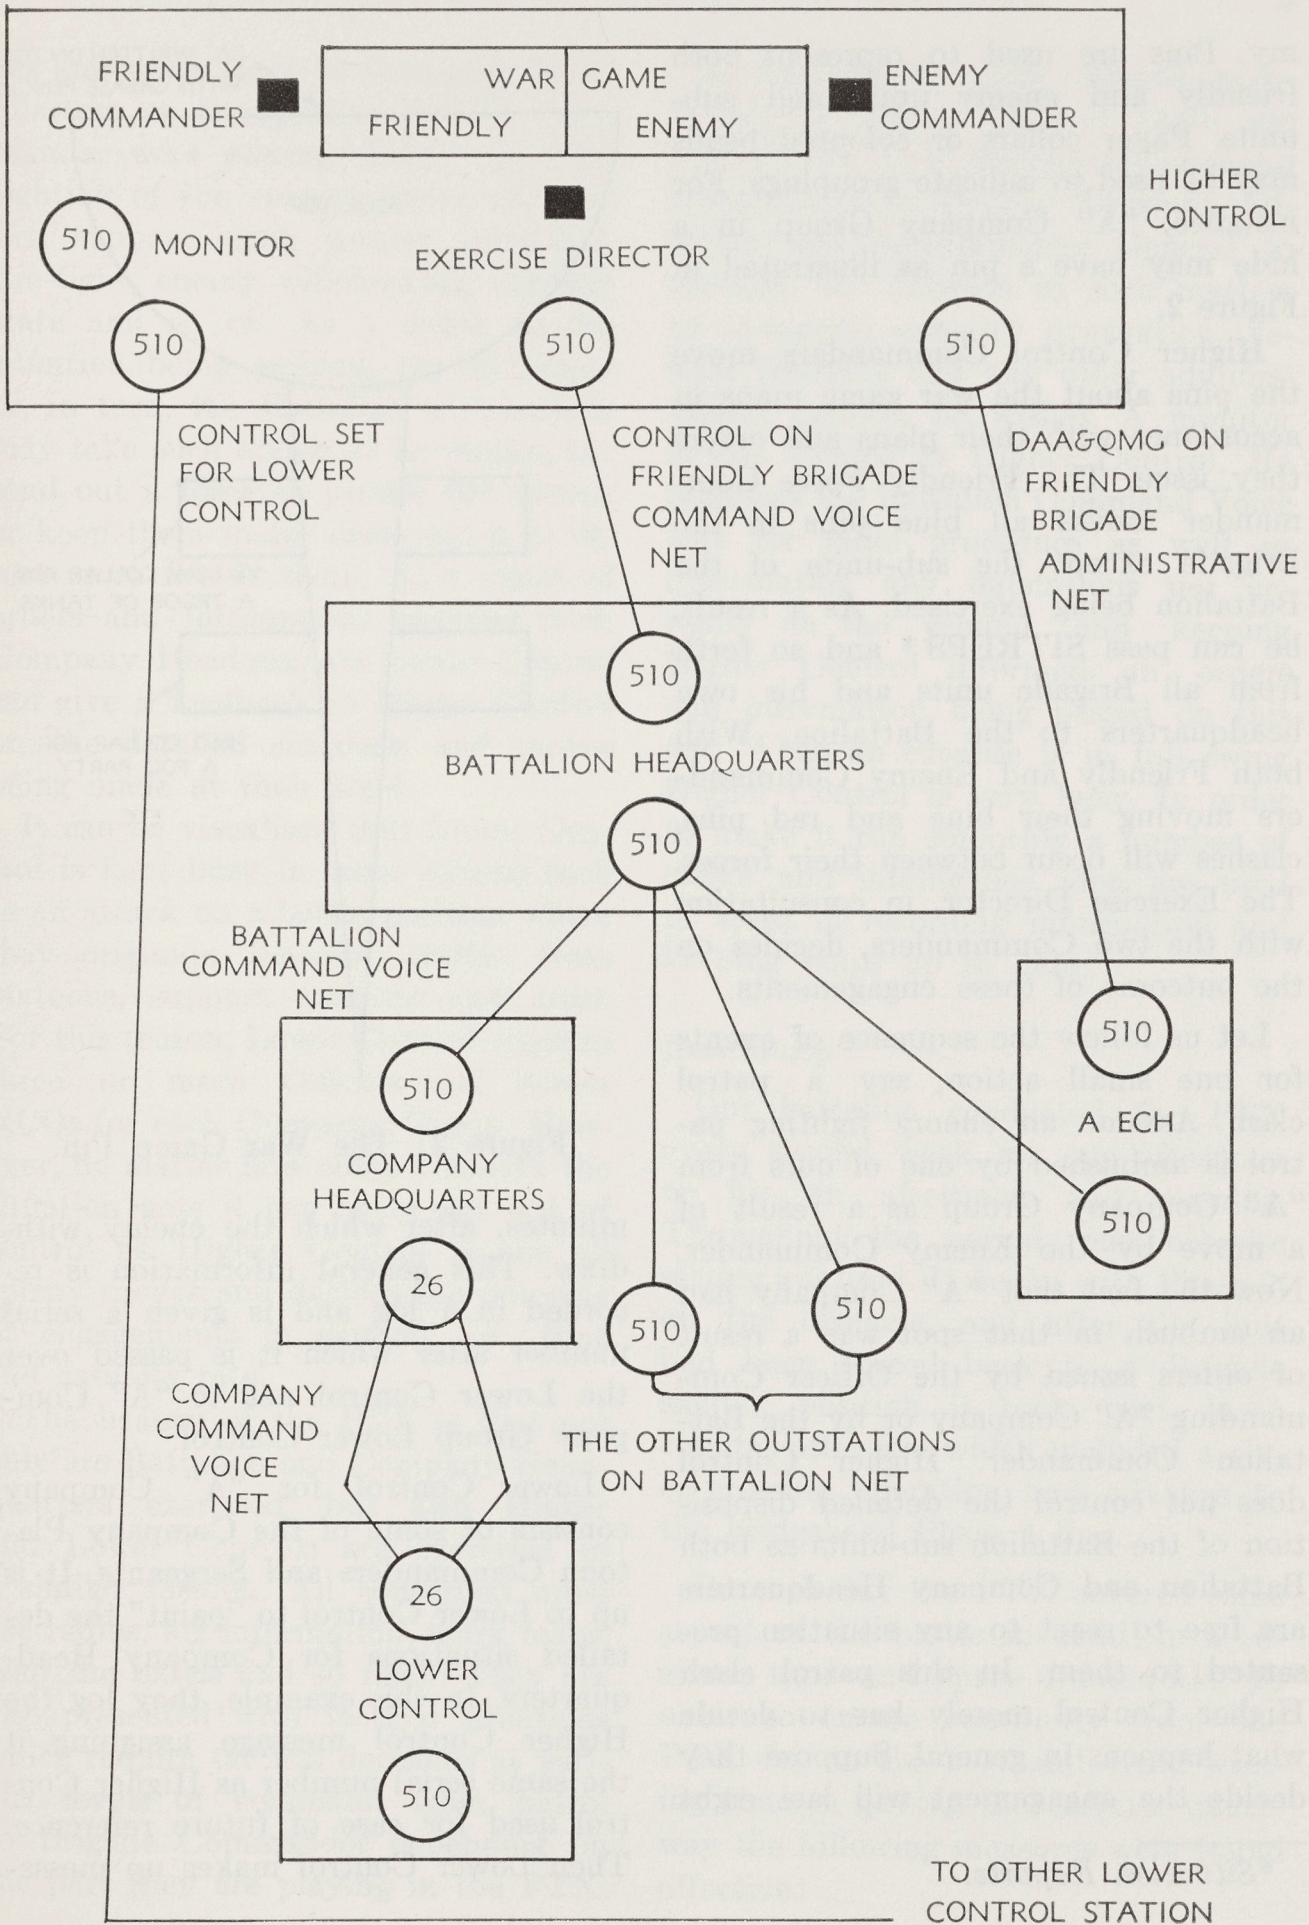 FRIENDLY
COMMANDER
WAR GAME
FRIENDLY ENEMY
ENEMY
COMMANDER
HIGHER
CONTROL
510 MONITOR
EXERCISE DIRECTOR
510
510
510
CONTROL SET
FOR LOWER
CONTROL
CONTROL ON
FRIENDLY BRIGADE
COMMAND VOICE
NET
DAA&QMG ON
FRIENDLY
BRIGADE
ADMINISTRATIVE
NET
510
BATTALION HEADQUARTERS
510
BATTALION
COMMAND VOICE
NET
510
COMPANY
HEADQUARTERS
26
510
A ECH
510
510
510
THE OTHER OUTSTATIONS
ON BATTALION NET
COMPANY
COMMAND
VOICE
NET
26
LOWER
CONTROL
510
TO OTHER LOWER
CONTROL STATION